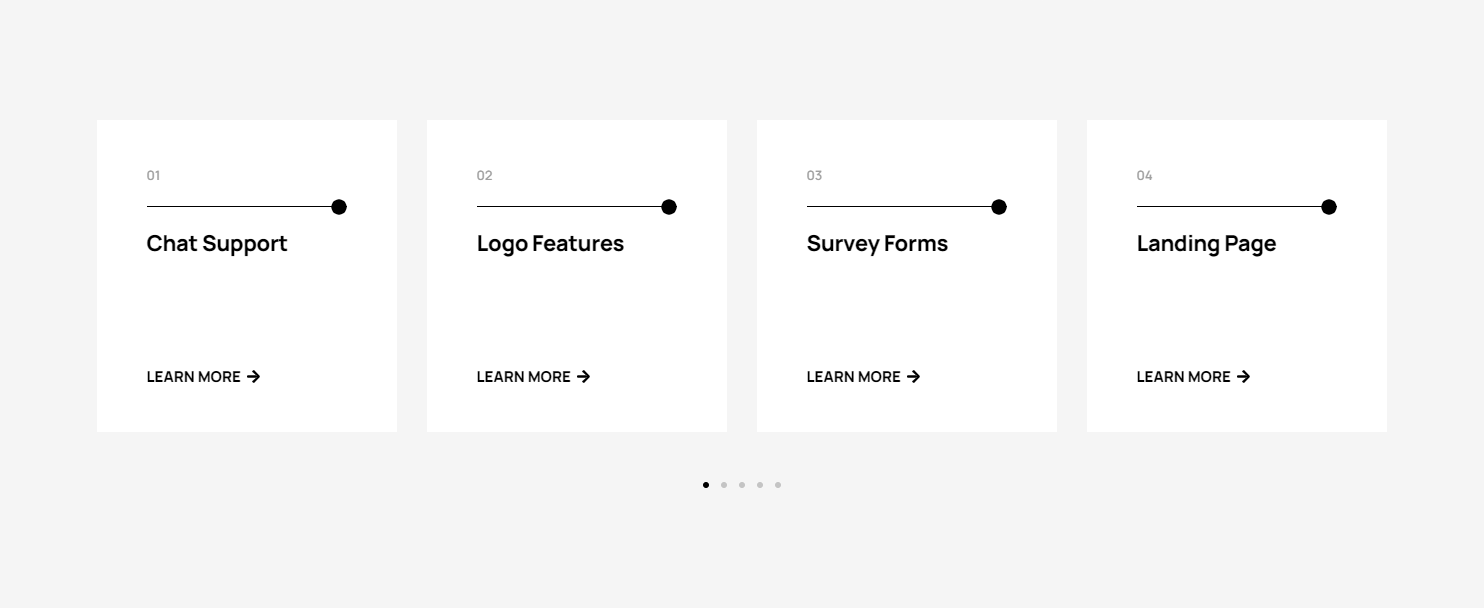 01
Chat Support
LEARN MORE
02
Logo Features
LEARN MORE
03
Survey Forms
LEARN MORE
04
Landing Page
LEARN MORE